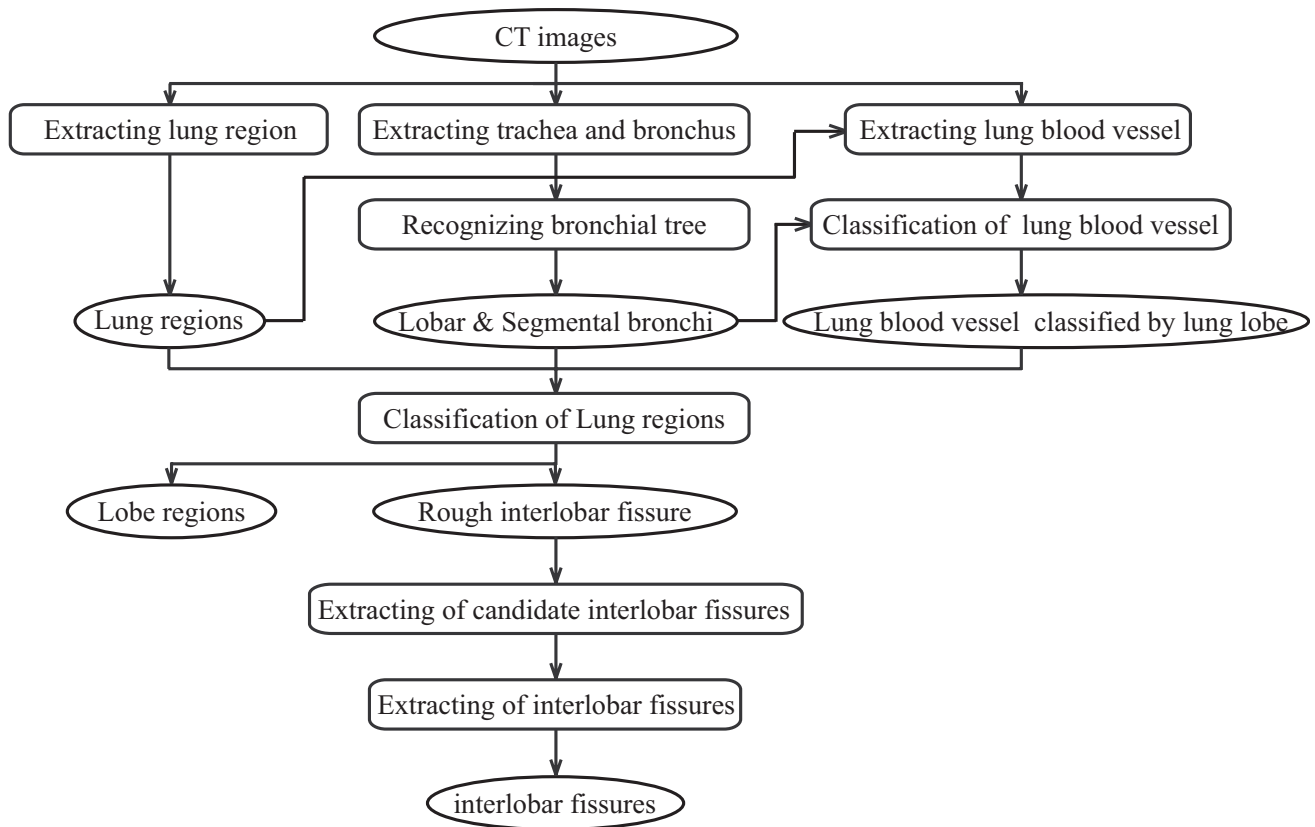 CT images
Extracting lung region
Extracting trachea and bronchus
Extracting lung blood vessel
Recognizing bronchial tree
Classification of lung blood vessel
Lung regions
Lobar & Segmental bronchi
Lung blood vessel classified by lung lobe
Classification of Lung regions
Lobe regions
Rough interlobar fissure
Extracting of candidate interlobar fissures
Extracting of interlobar fissures
interlobar fissures